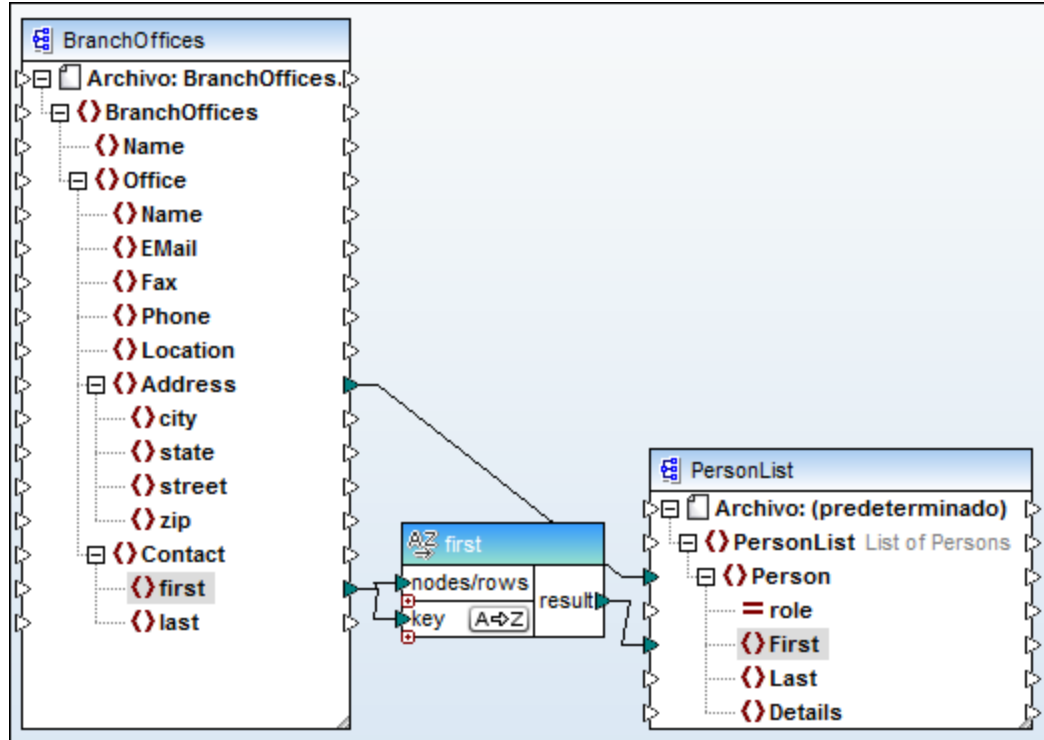 BranchOffices
Archivo: BranchOffices.
BranchOffices
Name
Office
Name
EMail
Fax
Phone
Location
Address
city
state
street
zip
Contact
first
last
first
nodes/rows
key
A⇨Z
result
PersonList
Archivo: (predeterminado)
PersonList List of Persons
Person
role
First
Last
Details